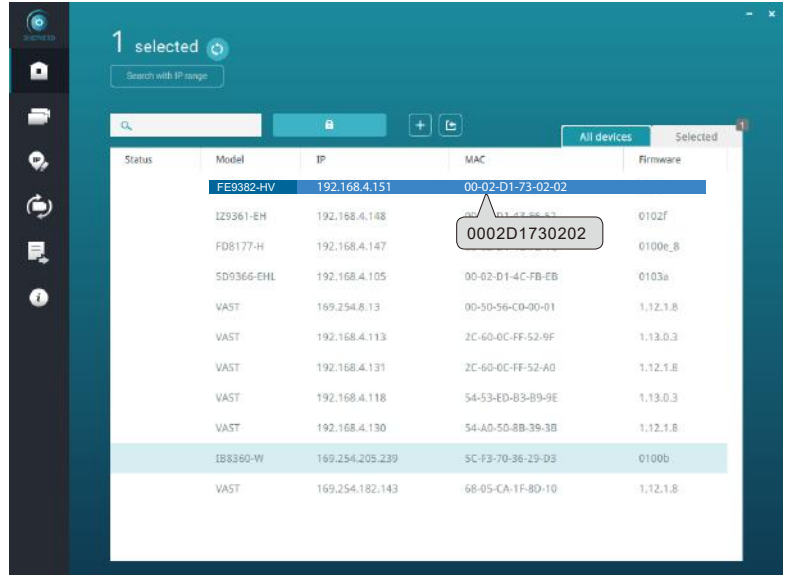 SHEPHERD
1 selected
Search with IP range
All devices Selected 1
Status Model IP MAC Firmware
FE9382-HV 192.168.4.151 00-02-D1-73-02-02
IZ9361-EH 192.168.4.148 0102f
0002D1730202
FD8177-H 192.168.4.147 0100e_8
SD9366-EHL 192.168.4.105 00-02-D1-4C-FB-EB 0103a
VAST 169.254.8.13 00-50-56-C0-00-01 1.12.1.8
VAST 192.168.4.113 2C-60-0C-FF-52-9F 1.13.0.3
VAST 192.168.4.131 2C-60-0C-FF-52-A0 1.12.1.8
VAST 192.168.4.118 54-53-ED-B3-B9-9E 1.13.0.3
VAST 192.168.4.130 54-A0-50-8B-39-3B 1.12.1.8
IB8360-W 169.254.205.239 5C-F3-70-36-29-D3 0100b
VAST 169.254.182.143 68-05-CA-1F-8D-10 1.12.1.8